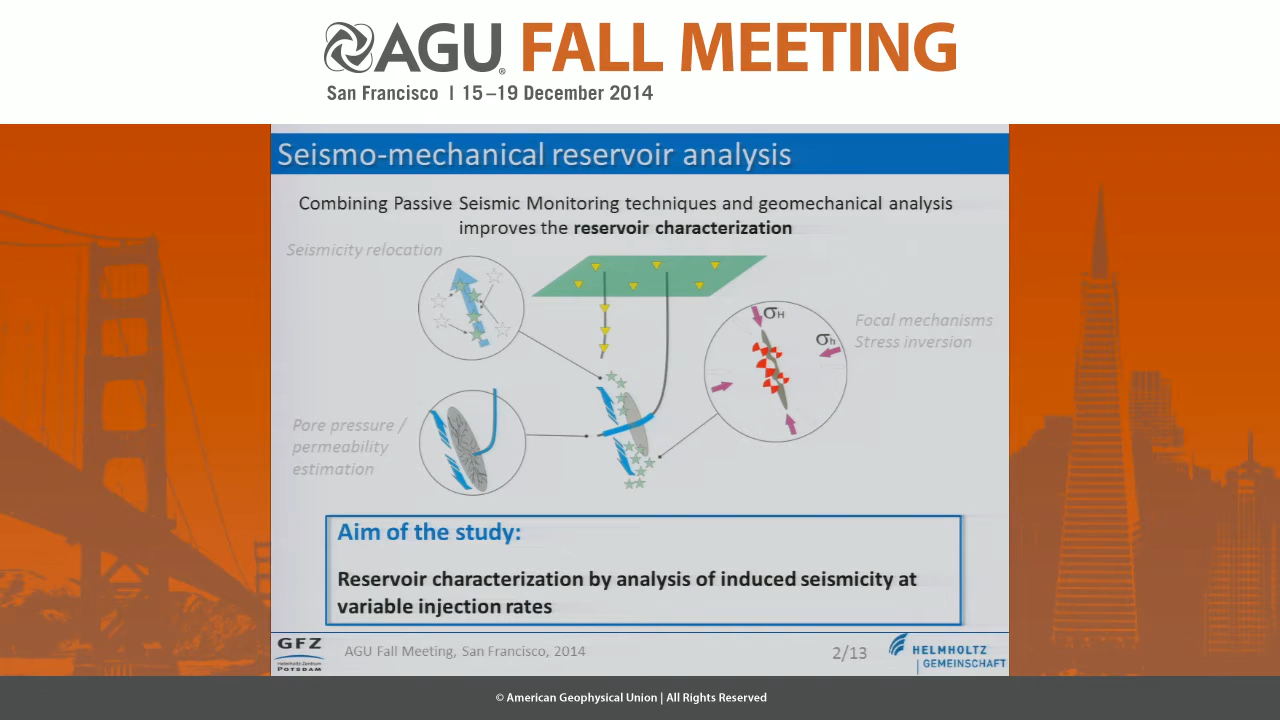 AGU® FALL MEETING
San Francisco | 15–19 December 2014
Seismo-mechanical reservoir analysis
Combining Passive Seismic Monitoring techniques and geomechanical analysis
improves the reservoir characterization
Seismicity relocation
σH
σh
Focal mechanisms
Stress inversion
Pore pressure /
permeability
estimation
Aim of the study:
Reservoir characterization by analysis of induced seismicity at
variable injection rates
GFZ
Helmholtz-Zentrum
POTSDAM
AGU Fall Meeting, San Francisco, 2014
2/13
HELMHOLTZ
GEMEINSCHAFT
© American Geophysical Union | All Rights Reserved